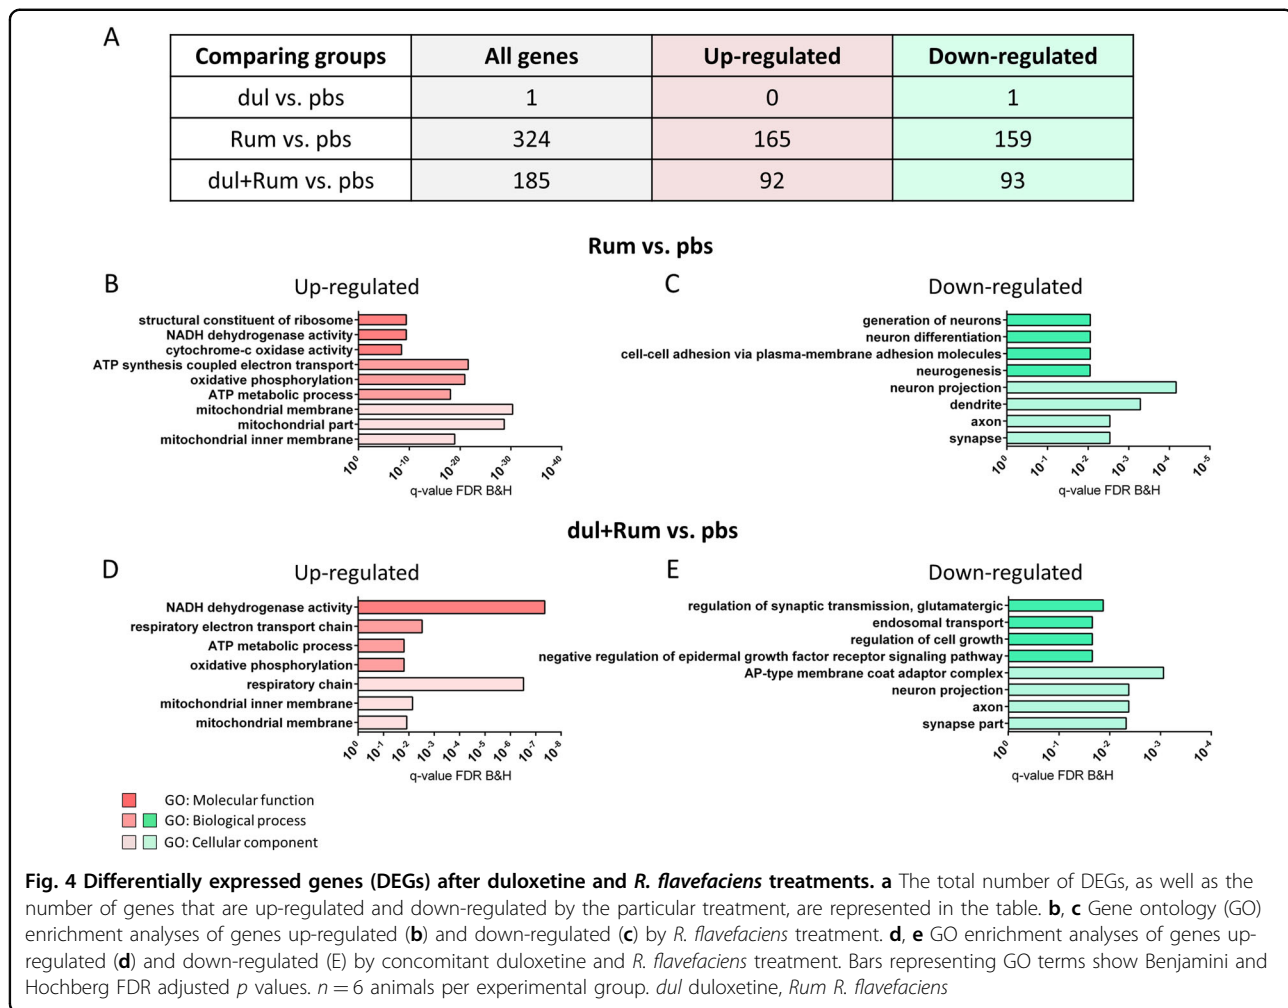 A
Comparing groups All genes Up-regulated Down-regulated
dul vs. pbs 1 0 1
Rum vs. pbs 324 165 159
dul+Rum vs. pbs 185 92 93
Rum vs. pbs
B
Up-regulated
structural constituent of ribosome
NADH dehydrogenase activity
cytochrome-c oxidase activity
ATP synthesis coupled electron transport
oxidative phosphorylation
ATP metabolic process
mitochondrial membrane
mitochondrial part
mitochondrial inner membrane
10⁰ 10⁻¹⁰ 10⁻²⁰ 10⁻³⁰ 10⁻⁴⁰
q-value FDR B&H
C
Down-regulated
generation of neurons
neuron differentiation
cell-cell adhesion via plasma-membrane adhesion molecules
neurogenesis
neuron projection
dendrite
axon
synapse
10⁰ 10⁻¹ 10⁻² 10⁻³ 10⁻⁴ 10⁻⁵
q-value FDR B&H
dul+Rum vs. pbs
D
Up-regulated
NADH dehydrogenase activity
respiratory electron transport chain
ATP metabolic process
oxidative phosphorylation
respiratory chain
mitochondrial inner membrane
mitochondrial membrane
10⁰ 10⁻¹ 10⁻² 10⁻³ 10⁻⁴ 10⁻⁵ 10⁻⁶ 10⁻⁷ 10⁻⁸
q-value FDR B&H
E
Down-regulated
regulation of synaptic transmission, glutamatergic
endosomal transport
regulation of cell growth
negative regulation of epidermal growth factor receptor signaling pathway
AP-type membrane coat adaptor complex
neuron projection
axon
synapse part
10⁰ 10⁻¹ 10⁻² 10⁻³ 10⁻⁴
q-value FDR B&H
GO: Molecular function
GO: Biological process
GO: Cellular component
Fig. 4 Differentially expressed genes (DEGs) after duloxetine and R. flavefaciens treatments. a The total number of DEGs, as well as the
number of genes that are up-regulated and down-regulated by the particular treatment, are represented in the table. b, c Gene ontology (GO)
enrichment analyses of genes up-regulated (b) and down-regulated (c) by R. flavefaciens treatment. d, e GO enrichment analyses of genes up-
regulated (d) and down-regulated (E) by concomitant duloxetine and R. flavefaciens treatment. Bars representing GO terms show Benjamini and
Hochberg FDR adjusted p values. n = 6 animals per experimental group. dul duloxetine, Rum R. flavefaciens